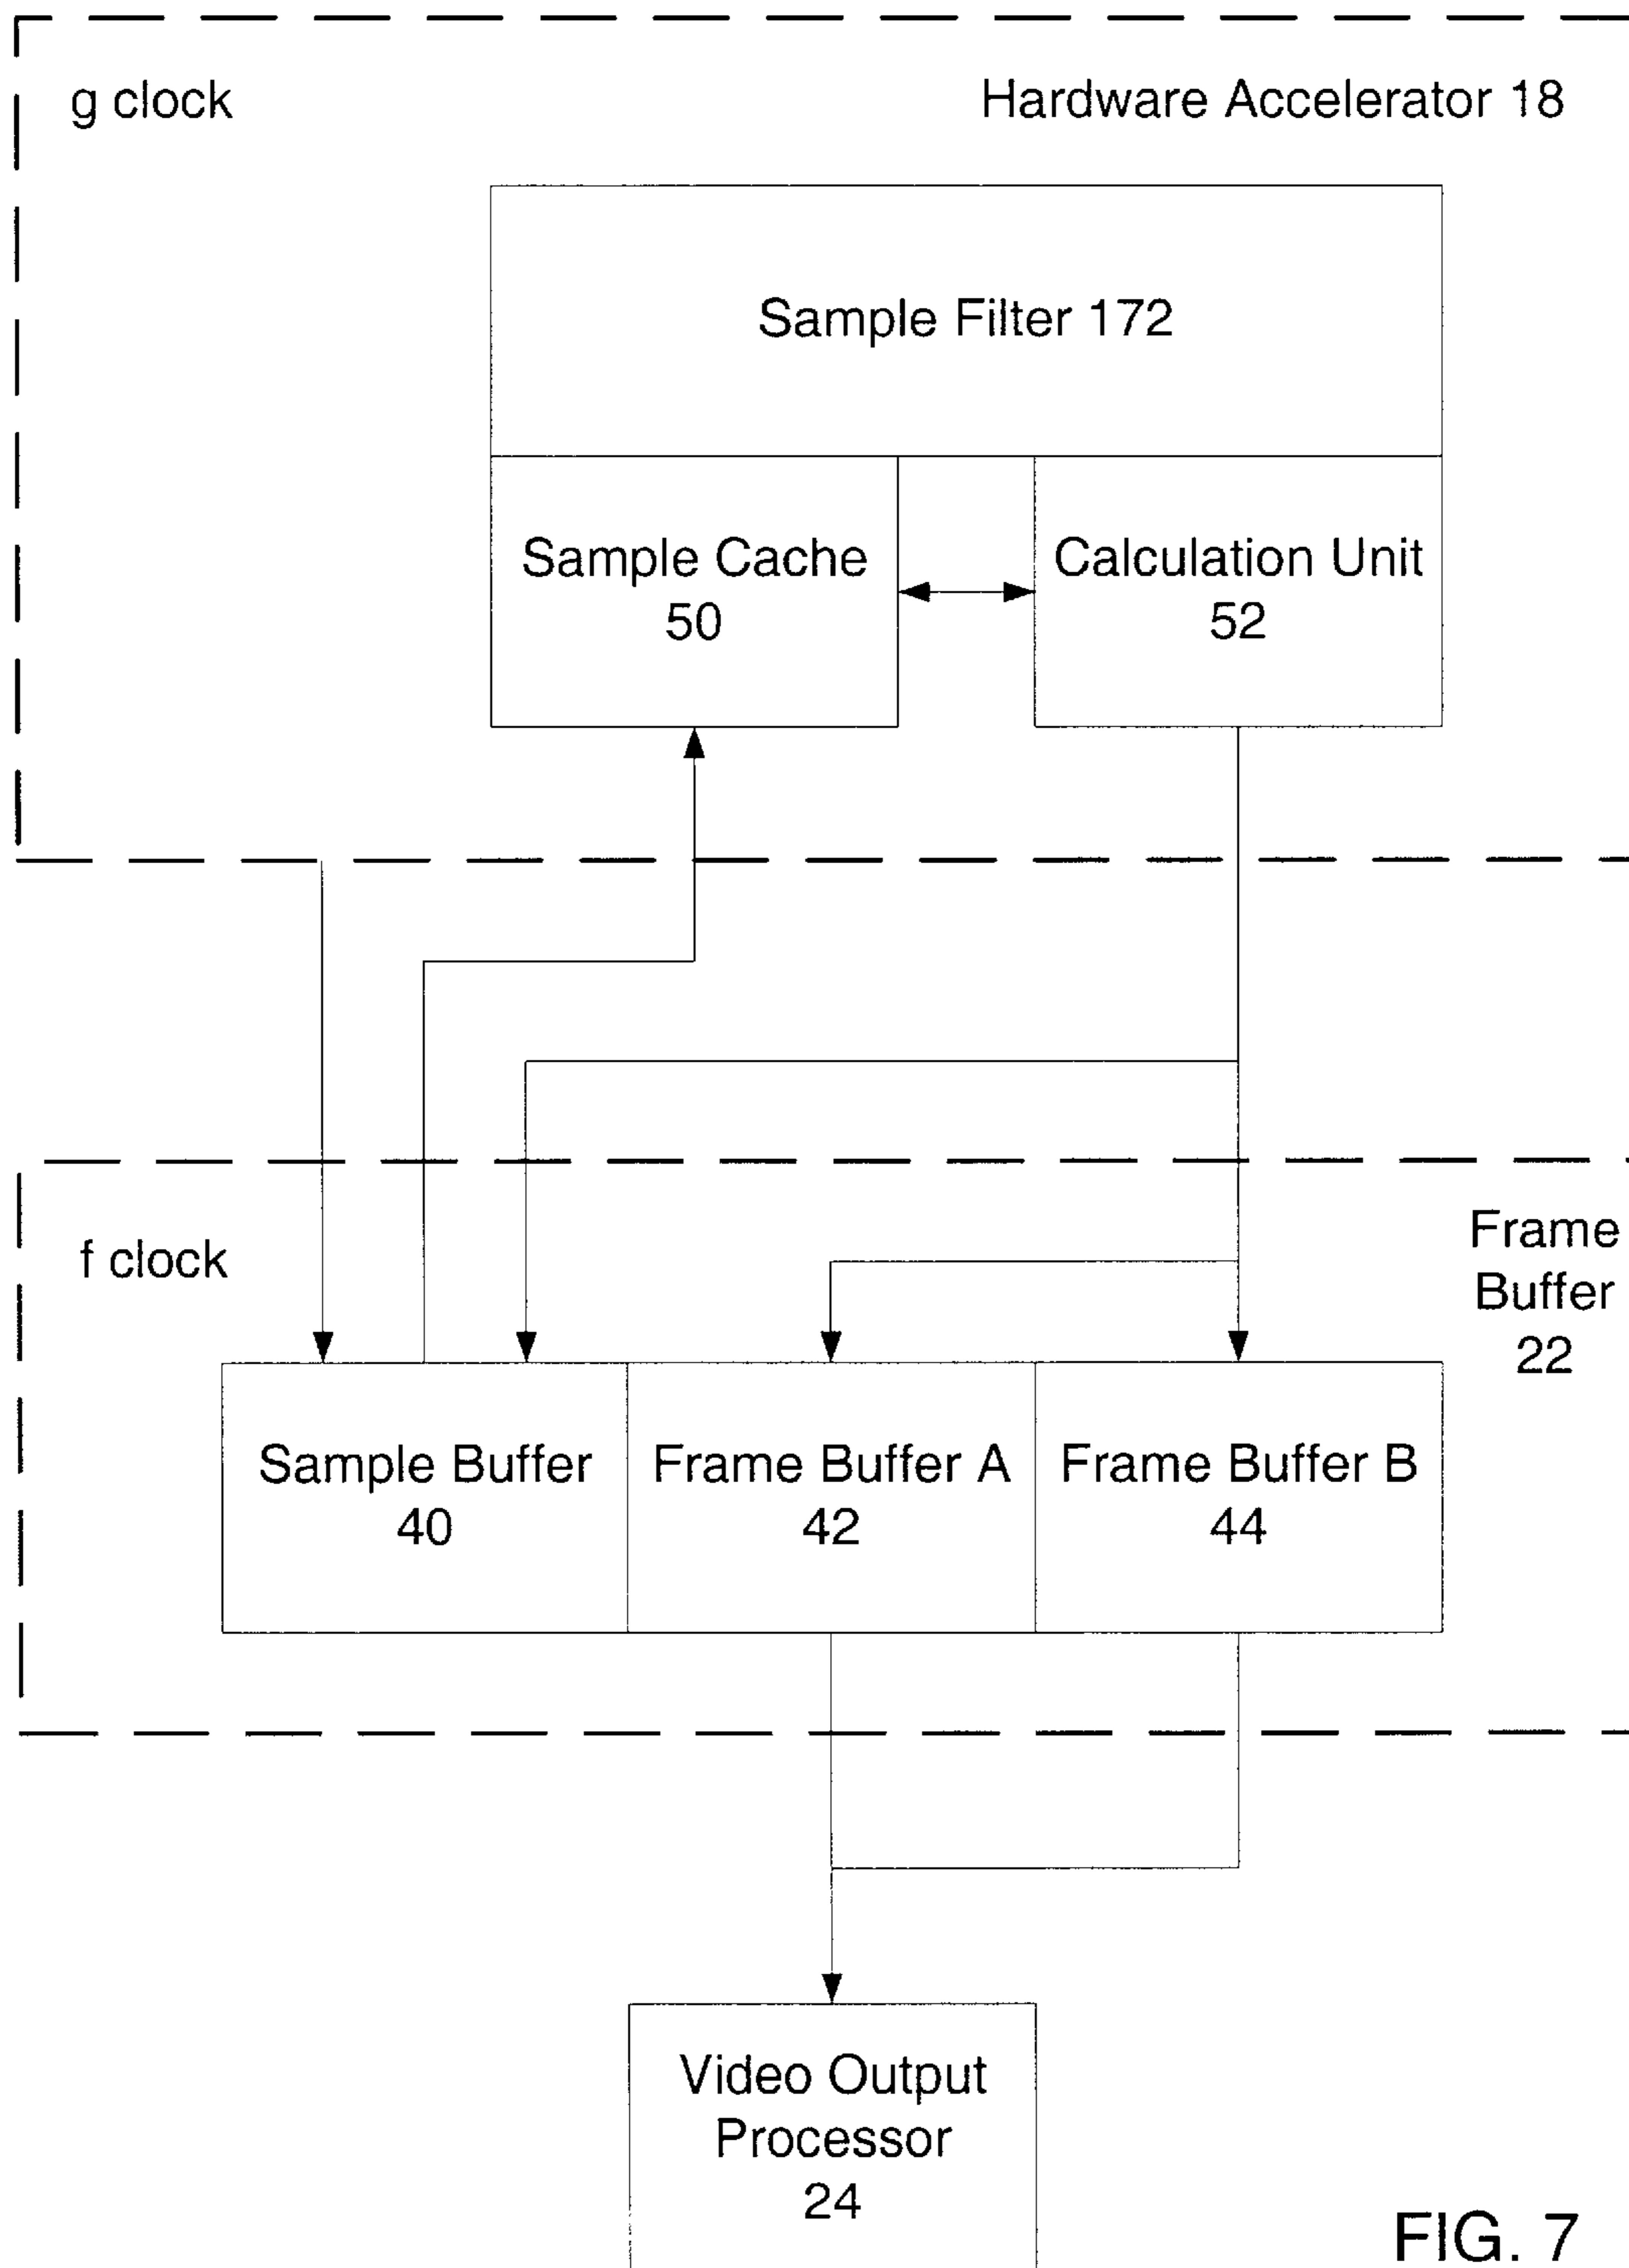 g clock
Hardware Accelerator 18
Sample Filter 172
Sample Cache
50
Calculation Unit
52
f clock
Frame
Buffer
22
Sample Buffer
40
Frame Buffer A
42
Frame Buffer B
44
Video Output
Processor
24
FIG. 7